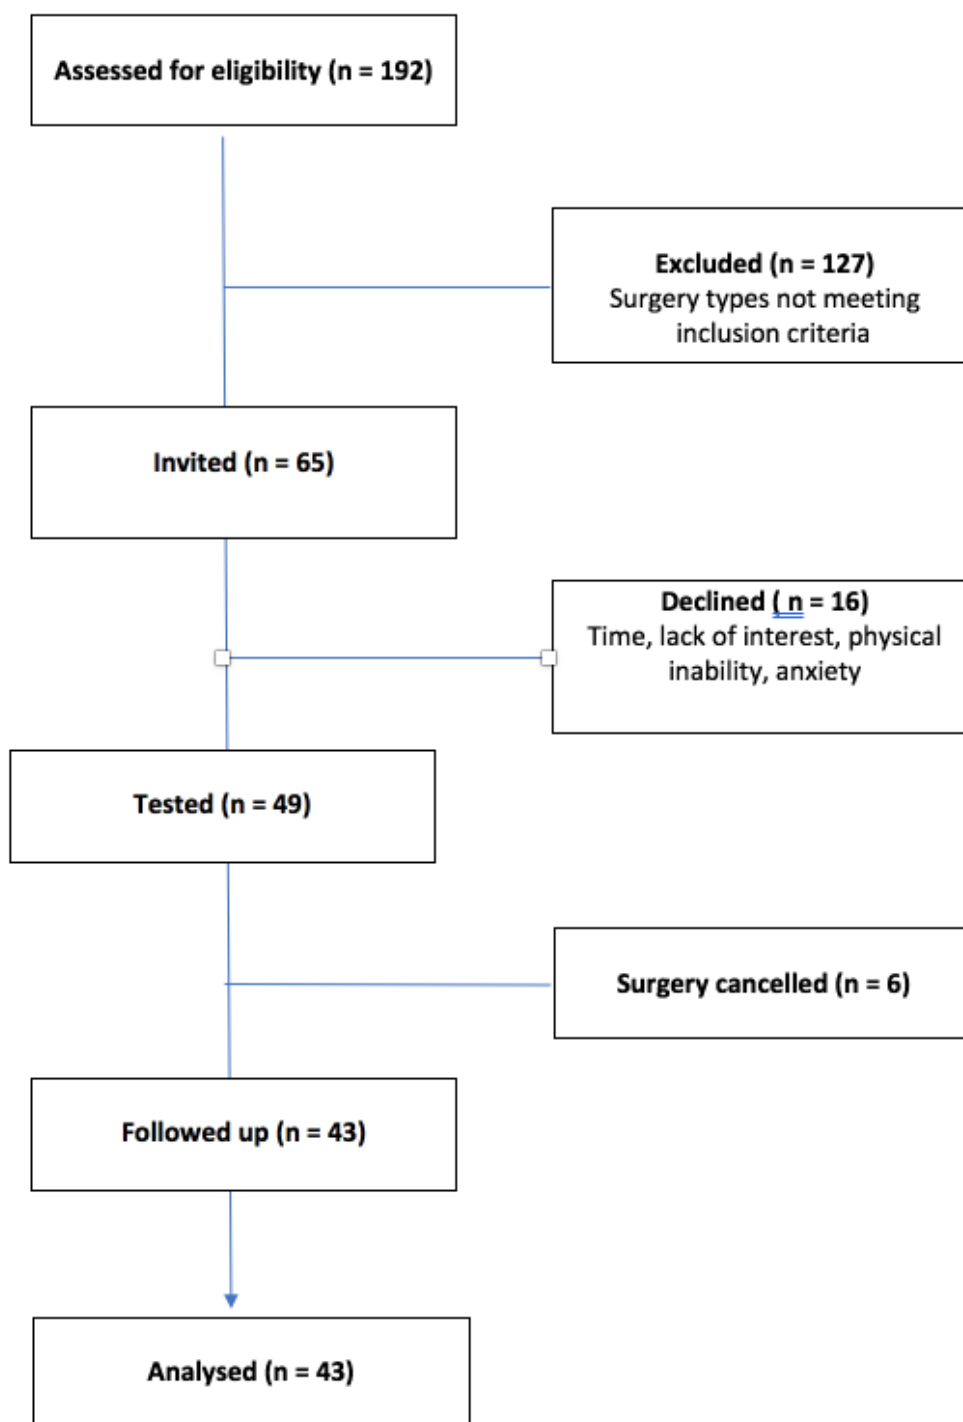 Assessed for eligibility (n = 192)
Excluded (n = 127)
Surgery types not meeting
inclusion criteria
Invited (n = 65)
Declined ( n = 16)
Time, lack of interest, physical
inability, anxiety
Tested (n = 49)
Surgery cancelled (n = 6)
Followed up (n = 43)
Analysed (n = 43)